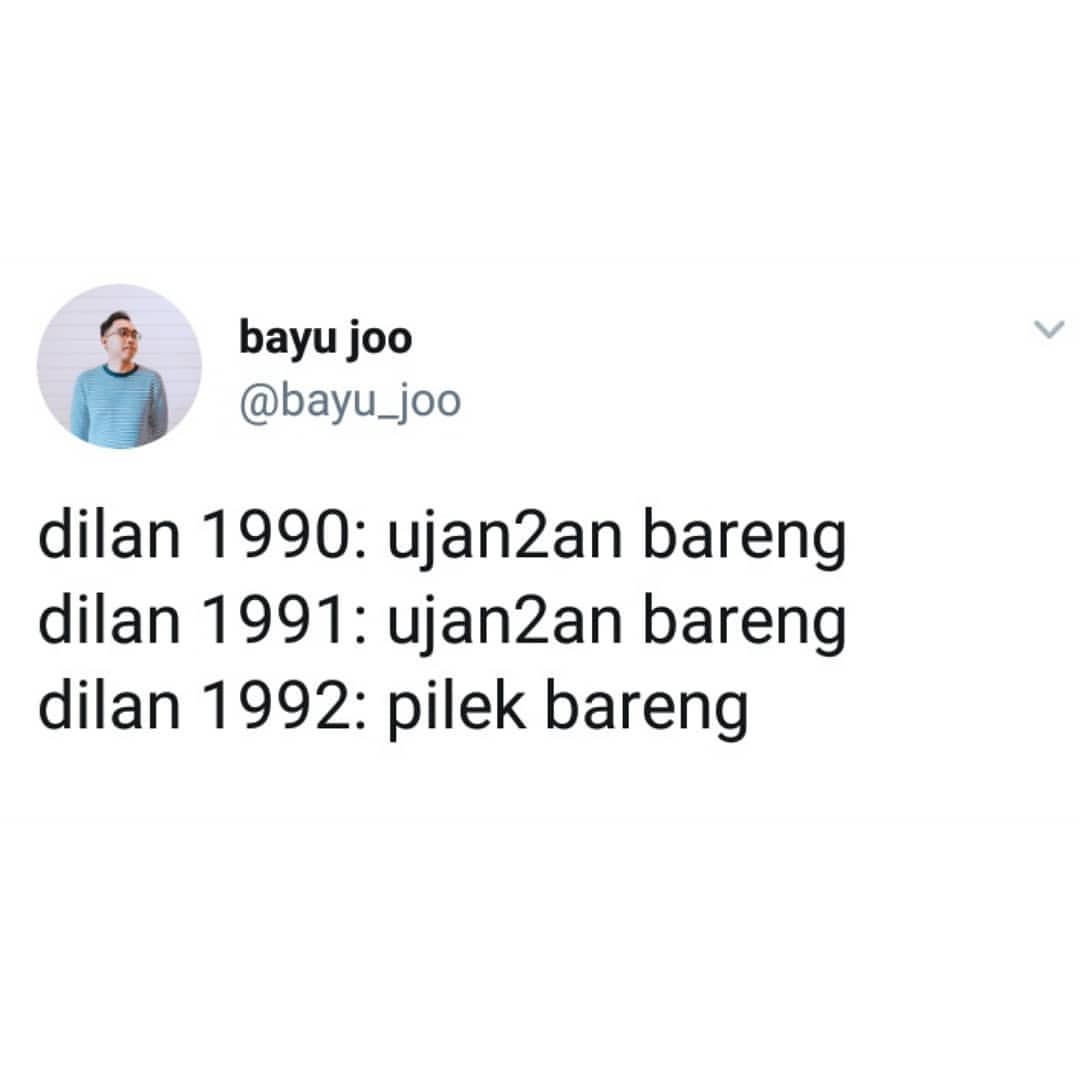 bayu joo
@bayu_joo
dilan 1990: ujan2an bareng
dilan 1991: ujan2an bareng
dilan 1992: pilek bareng